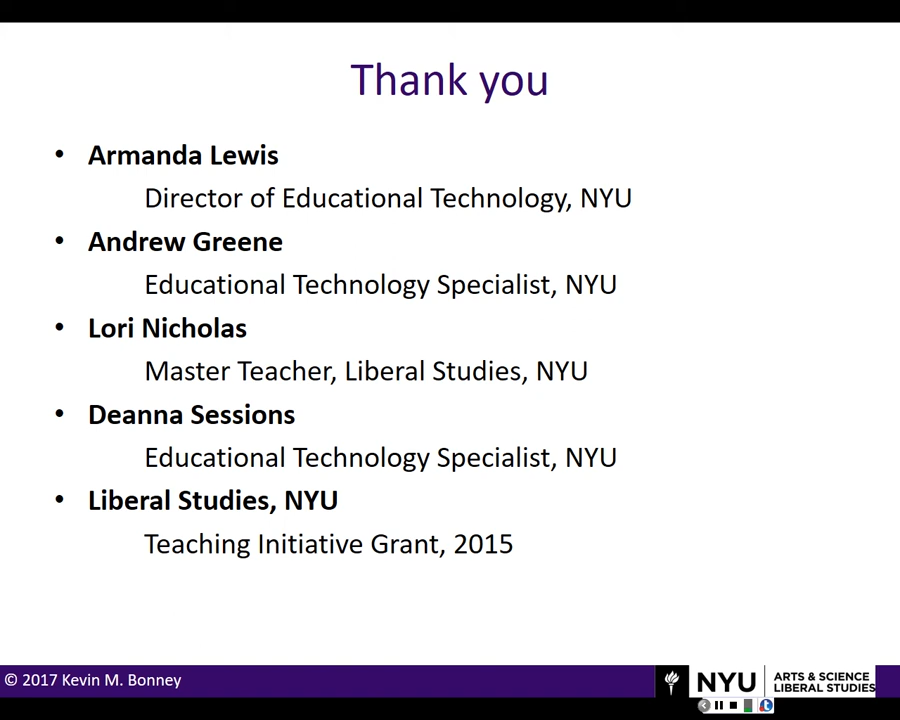 Thank you
• Armanda Lewis
Director of Educational Technology, NYU
• Andrew Greene
Educational Technology Specialist, NYU
• Lori Nicholas
Master Teacher, Liberal Studies, NYU
• Deanna Sessions
Educational Technology Specialist, NYU
• Liberal Studies, NYU
Teaching Initiative Grant, 2015
© 2017 Kevin M. Bonney
NYU
ARTS & SCIENCE
LIBERAL STUDIES